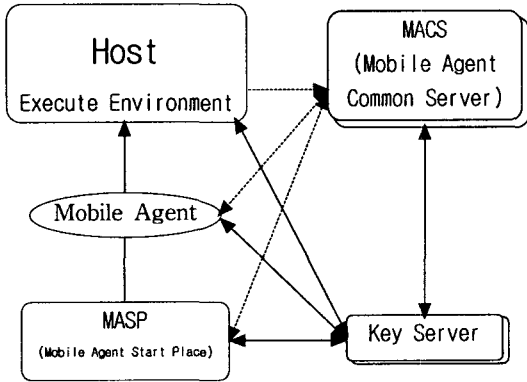 Host
Execute Environment
MACS
(Mobile Agent
Common Server)
Mobile Agent
MASP
(Mobile Agent Start Place)
Key Server